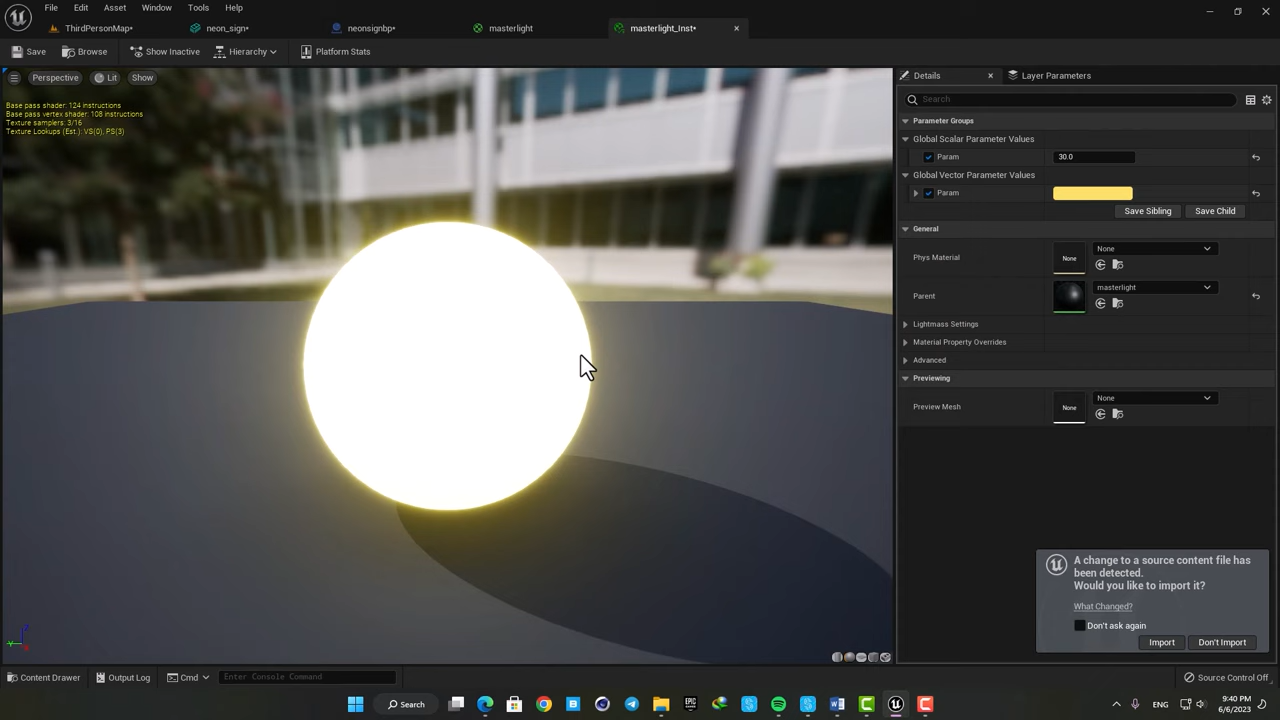 File Edit Asset Window Tools Help
ThirdPersonMap* neon_sign* neonsignbp* masterlight masterlight_Inst*
Save Browse Show Inactive Hierarchy Platform Stats
Perspective Lit Show
Base pass shader: 124 instructions
Base pass vertex shader: 108 instructions
Texture samplers: 3/16
Texture Lookups (Est.): VS(0), PS(3)
Details Layer Parameters
Search
Parameter Groups
Global Scalar Parameter Values
Param 30.0
Global Vector Parameter Values
Param
Save Sibling Save Child
General
Phys Material None None
Parent masterlight
Lightmass Settings
Material Property Overrides
Advanced
Previewing
Preview Mesh None None
A change to a source content file has
been detected.
Would you like to import it?
What Changed?
Don't ask again
Import Don't Import
Content Drawer Output Log Cmd Enter Console Command Source Control Off
Search EPIC GAMES ENG 9:40 PM
6/6/2023